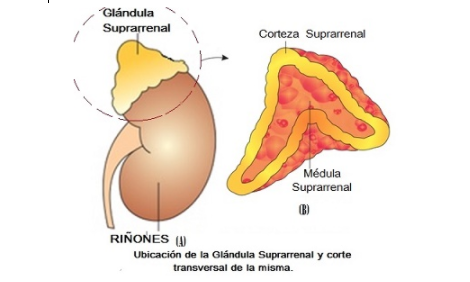 Glándula
Suprarrenal
Corteza Suprarrenal
Médula
Suprarrenal
(B)
RIÑONES (A)
Ubicación de la Glándula Suprarrenal y corte
transversal de la misma.